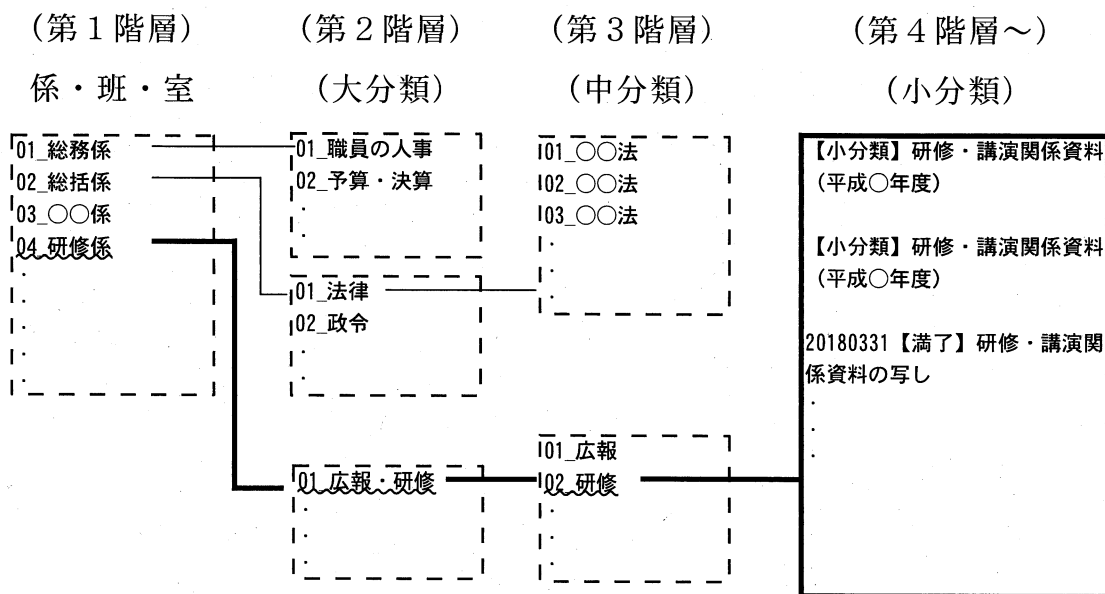 (第１階層)
係・班・室
01_総務係
02_総括係
03_○○係
04_研修係
.
.
.
.
.
(第２階層)
(大分類)
01_職員の人事
02_予算・決算
.
.
01_法律
02_政令
.
.
01_広報・研修
.
.
.
(第３階層)
(中分類)
01_○○法
02_○○法
03_○○法
.
.
.
01_広報
02_研修
.
.
.
(第４階層～)
(小分類)
【小分類】研修・講演関係資料
(平成○年度)
【小分類】研修・講演関係資料
(平成○年度)
20180331【満了】研修・講演関
係資料の写し
.
.
.